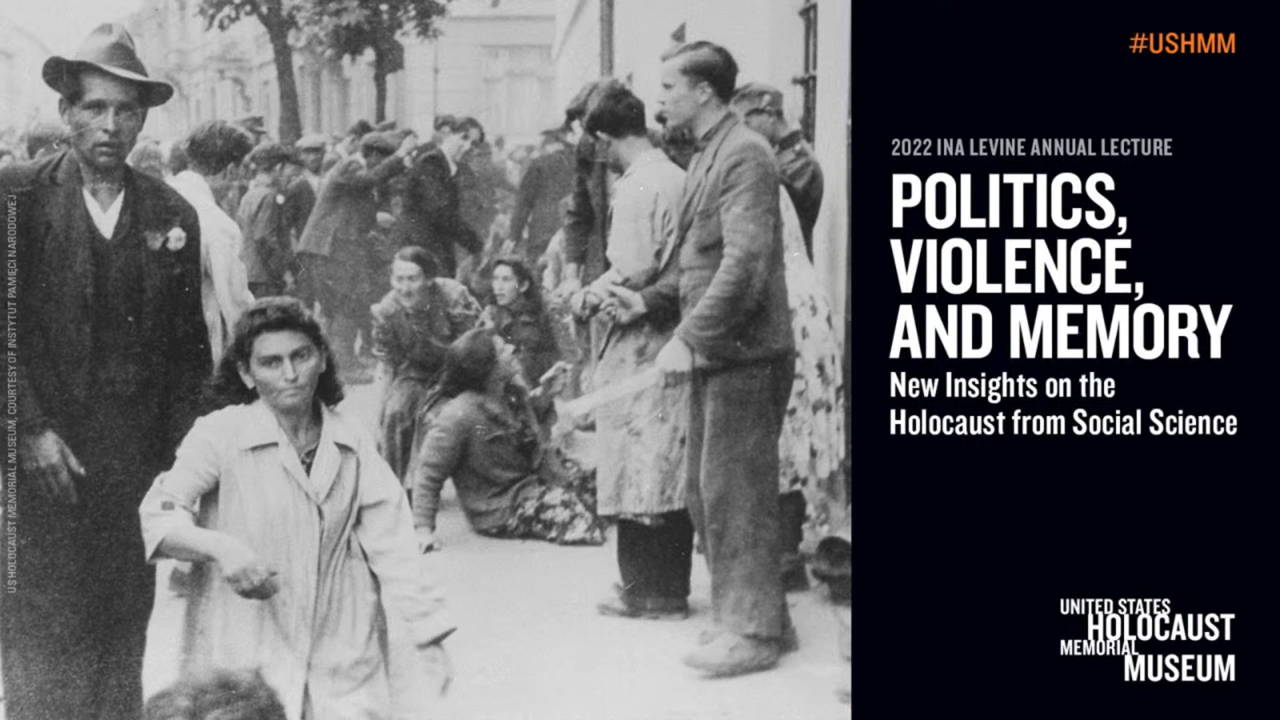 #USHMM
2022 INA LEVINE ANNUAL LECTURE
POLITICS,
VIOLENCE,
AND MEMORY
New Insights on the
Holocaust from Social Science
UNITED STATES
HOLOCAUST
MEMORIAL
MUSEUM
US HOLOCAUST MEMORIAL MUSEUM, COURTESY OF INSTYTUT PAMIĘCI NARODOWEJ